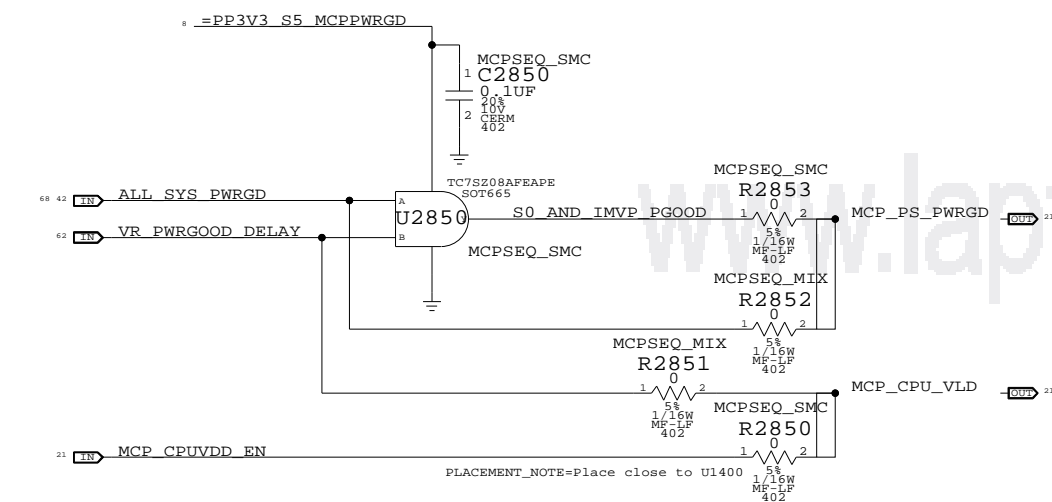 8 =PP3V3_S5_MCPPWRGD
MCPSEQ_SMC
1 C2850
0.1UF
20%
10V
2 CERM
402
TC7SZ08AFEAPE
SOT665
68 42 IN ALL_SYS_PWRGD
A
U2850
62 IN VR_PWRGOOD_DELAY
B
MCPSEQ_SMC
S0_AND_IMVP_PGOOD
MCPSEQ_SMC
R2853
0
1 2
5%
1/16W
MF-LF
402
MCP_PS_PWRGD OUT 21
MCPSEQ_MIX
R2852
0
1 2
5%
1/16W
MF-LF
402
MCPSEQ_MIX
R2851
0
1 2
5%
1/16W
MF-LF
402
MCP_CPU_VLD OUT 21
MCPSEQ_SMC
R2850
0
1 2
5%
1/16W
MF-LF
402
21 IN MCP_CPUVDD_EN
PLACEMENT_NOTE=Place close to U1400
www.lap